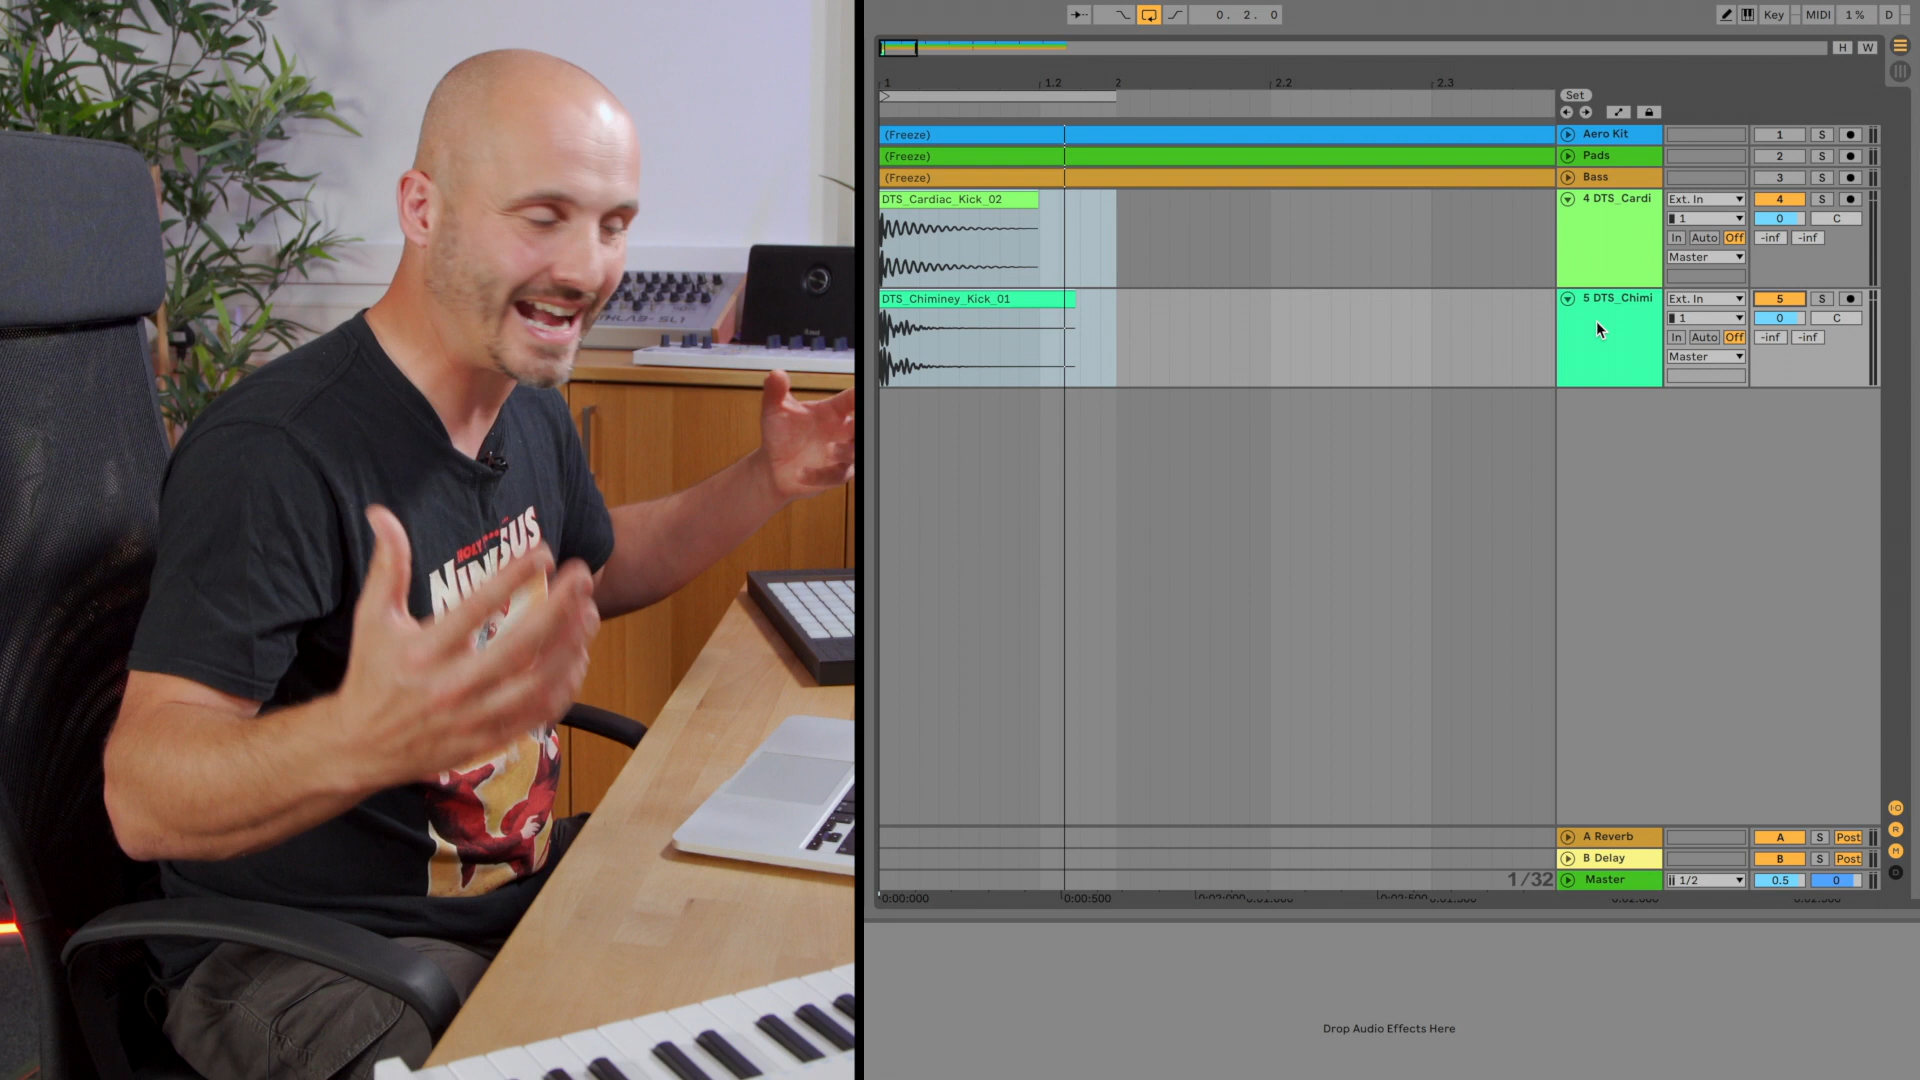 0. 2. 0
Key
MIDI
1 %
D
H
W
1
1.2
2
2.2
2.3
Set
(Freeze)
Aero Kit
1
S
(Freeze)
Pads
2
S
(Freeze)
Bass
3
S
DTS_Cardiac_Kick_02
4 DTS_Cardi
Ext. In
4
S
1
0
C
In
Auto
Off
-inf
-inf
Master
DTS_Chiminey_Kick_01
5 DTS_Chimi
Ext. In
5
S
1
0
C
In
Auto
Off
-inf
-inf
Master
A Reverb
A
S
Post
B Delay
B
S
Post
1/32
Master
1/2
0.5
0
0:00:000
0:00:500
Drop Audio Effects Here
HOLY
I·O
R
M
D